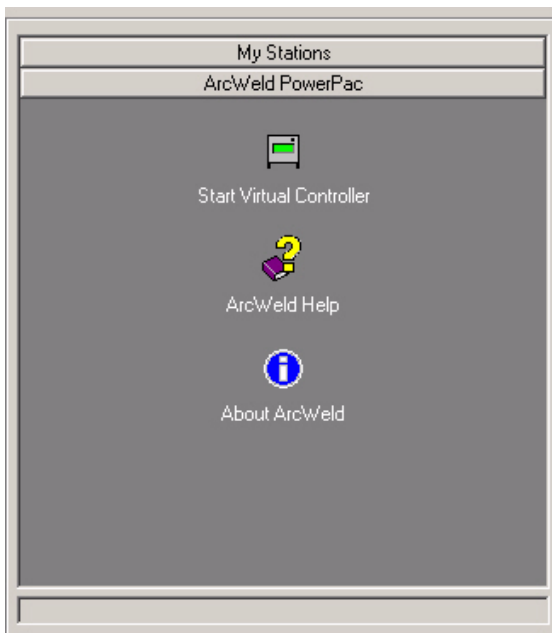 My Stations
ArcWeld PowerPac
Start Virtual Controller
ArcWeld Help
About ArcWeld